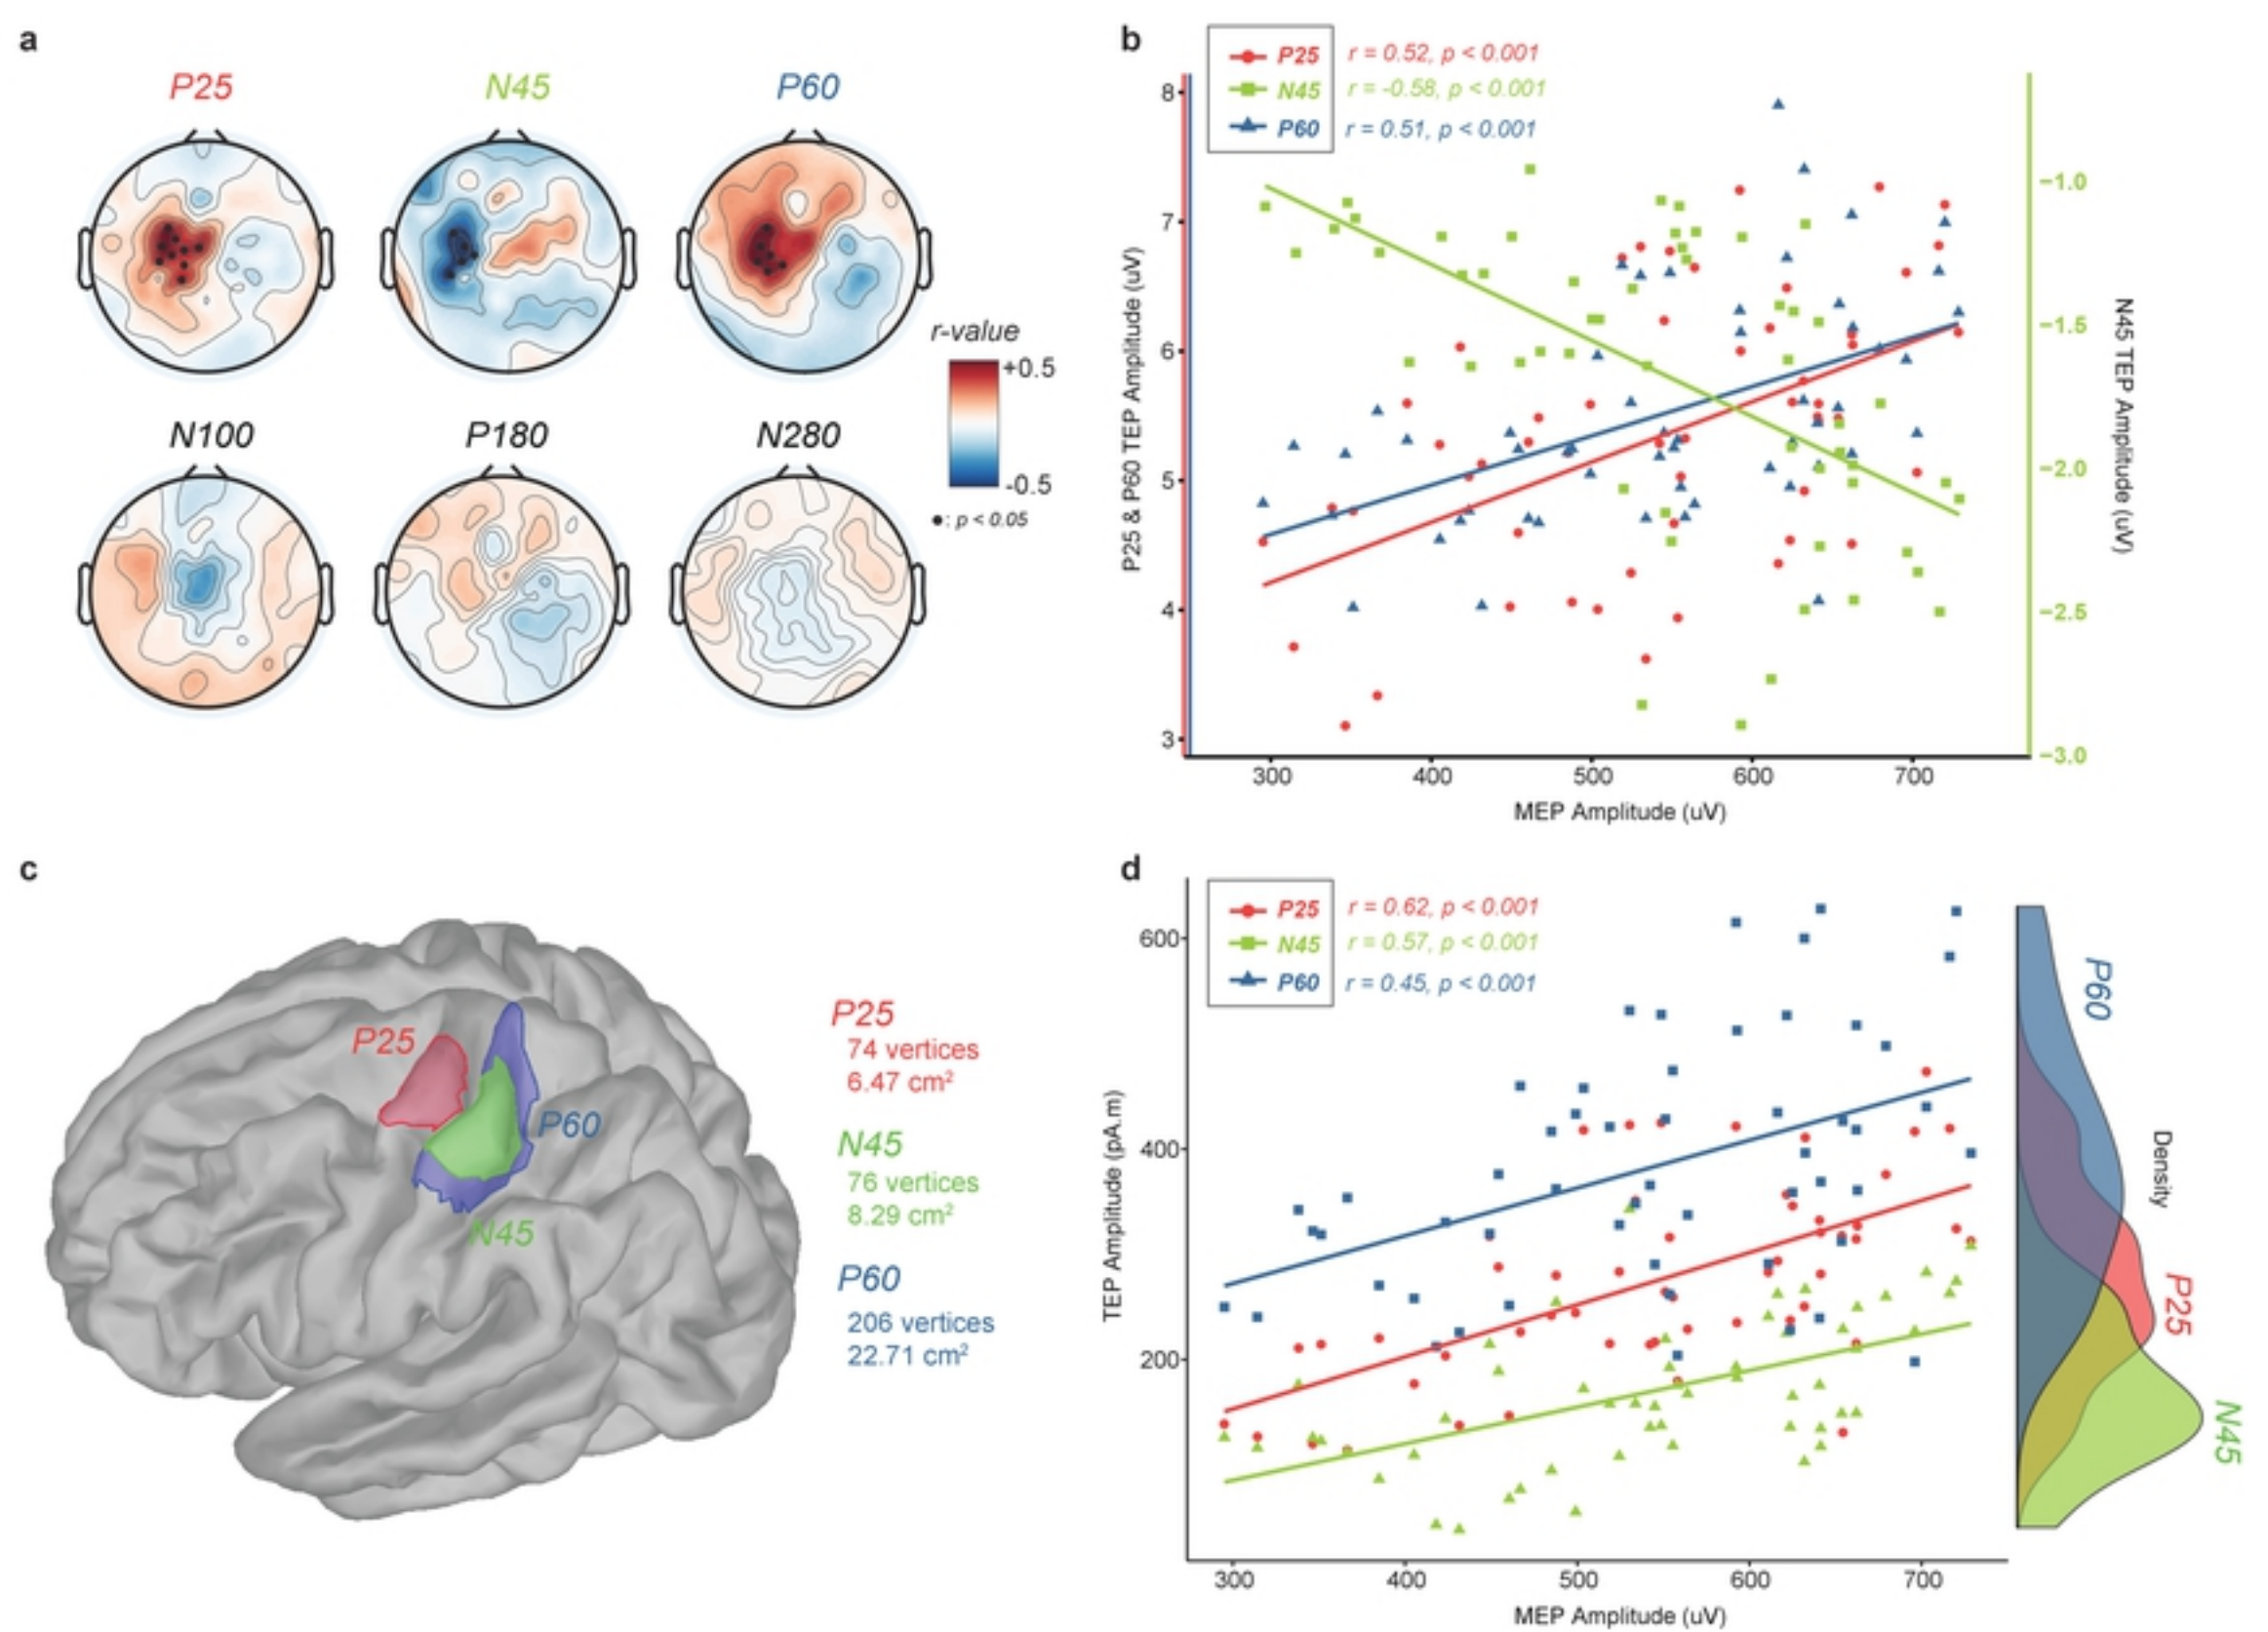 a
P25 N45 P60
r-value
+0.5
-0.5
●: p < 0.05
N100 P180 N280
b
P25 r = 0.52, p < 0.001
N45 r = -0.58, p < 0.001
P60 r = 0.51, p < 0.001
P25 & P60 TEP Amplitude (uV)
8
7
6
5
4
3
−1.0
−1.5
−2.0
−2.5
−3.0
N45 TEP Amplitude (uV)
300 400 500 600 700
MEP Amplitude (uV)
c
P25
P60
N45
P25
74 vertices
6.47 cm²
N45
76 vertices
8.29 cm²
P60
206 vertices
22.71 cm²
d
P25 r = 0.62, p < 0.001
N45 r = 0.57, p < 0.001
P60 r = 0.45, p < 0.001
TEP Amplitude (pA.m)
600
400
200
300 400 500 600 700
MEP Amplitude (uV)
P60
Density
P25
N45